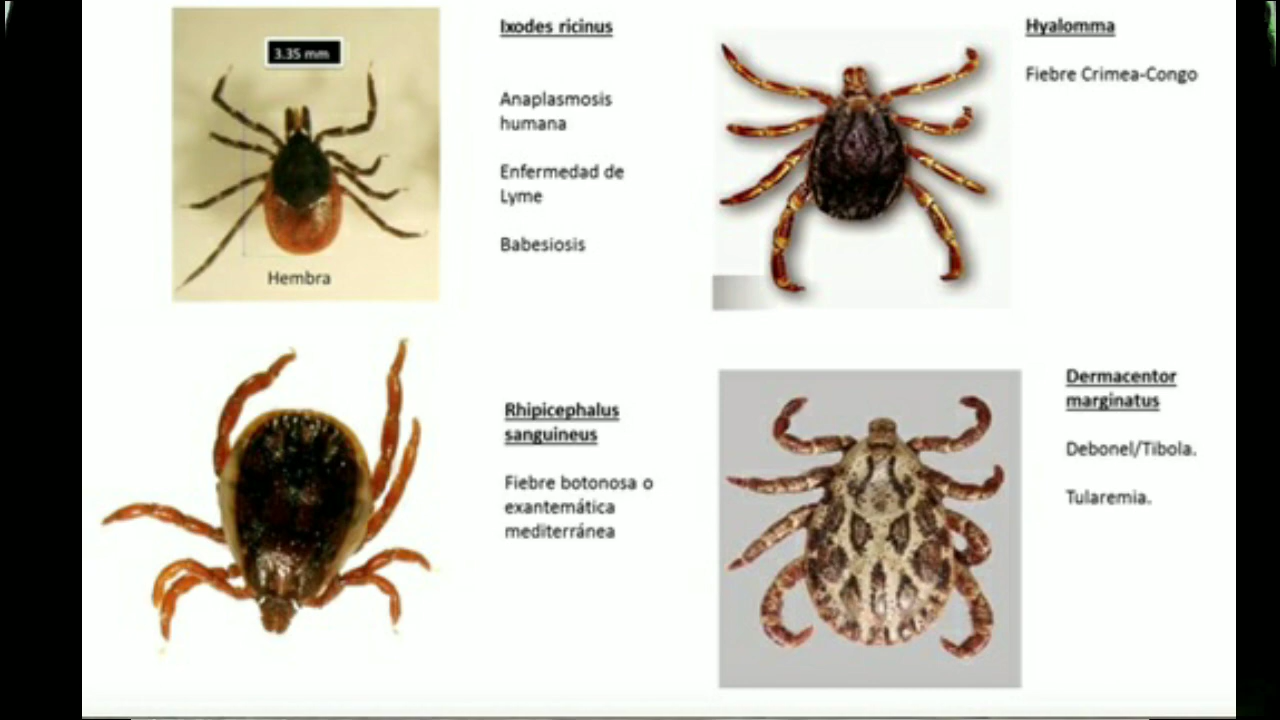 3.35 mm
Hembra
Ixodes ricinus
Anaplasmosis
humana
Enfermedad de
Lyme
Babesiosis
Hyalomma
Fiebre Crimea-Congo
Rhipicephalus
sanguineus
Fiebre botonosa o
exantemática
mediterránea
Dermacentor
marginatus
Debonel/Tibola.
Tularemia.